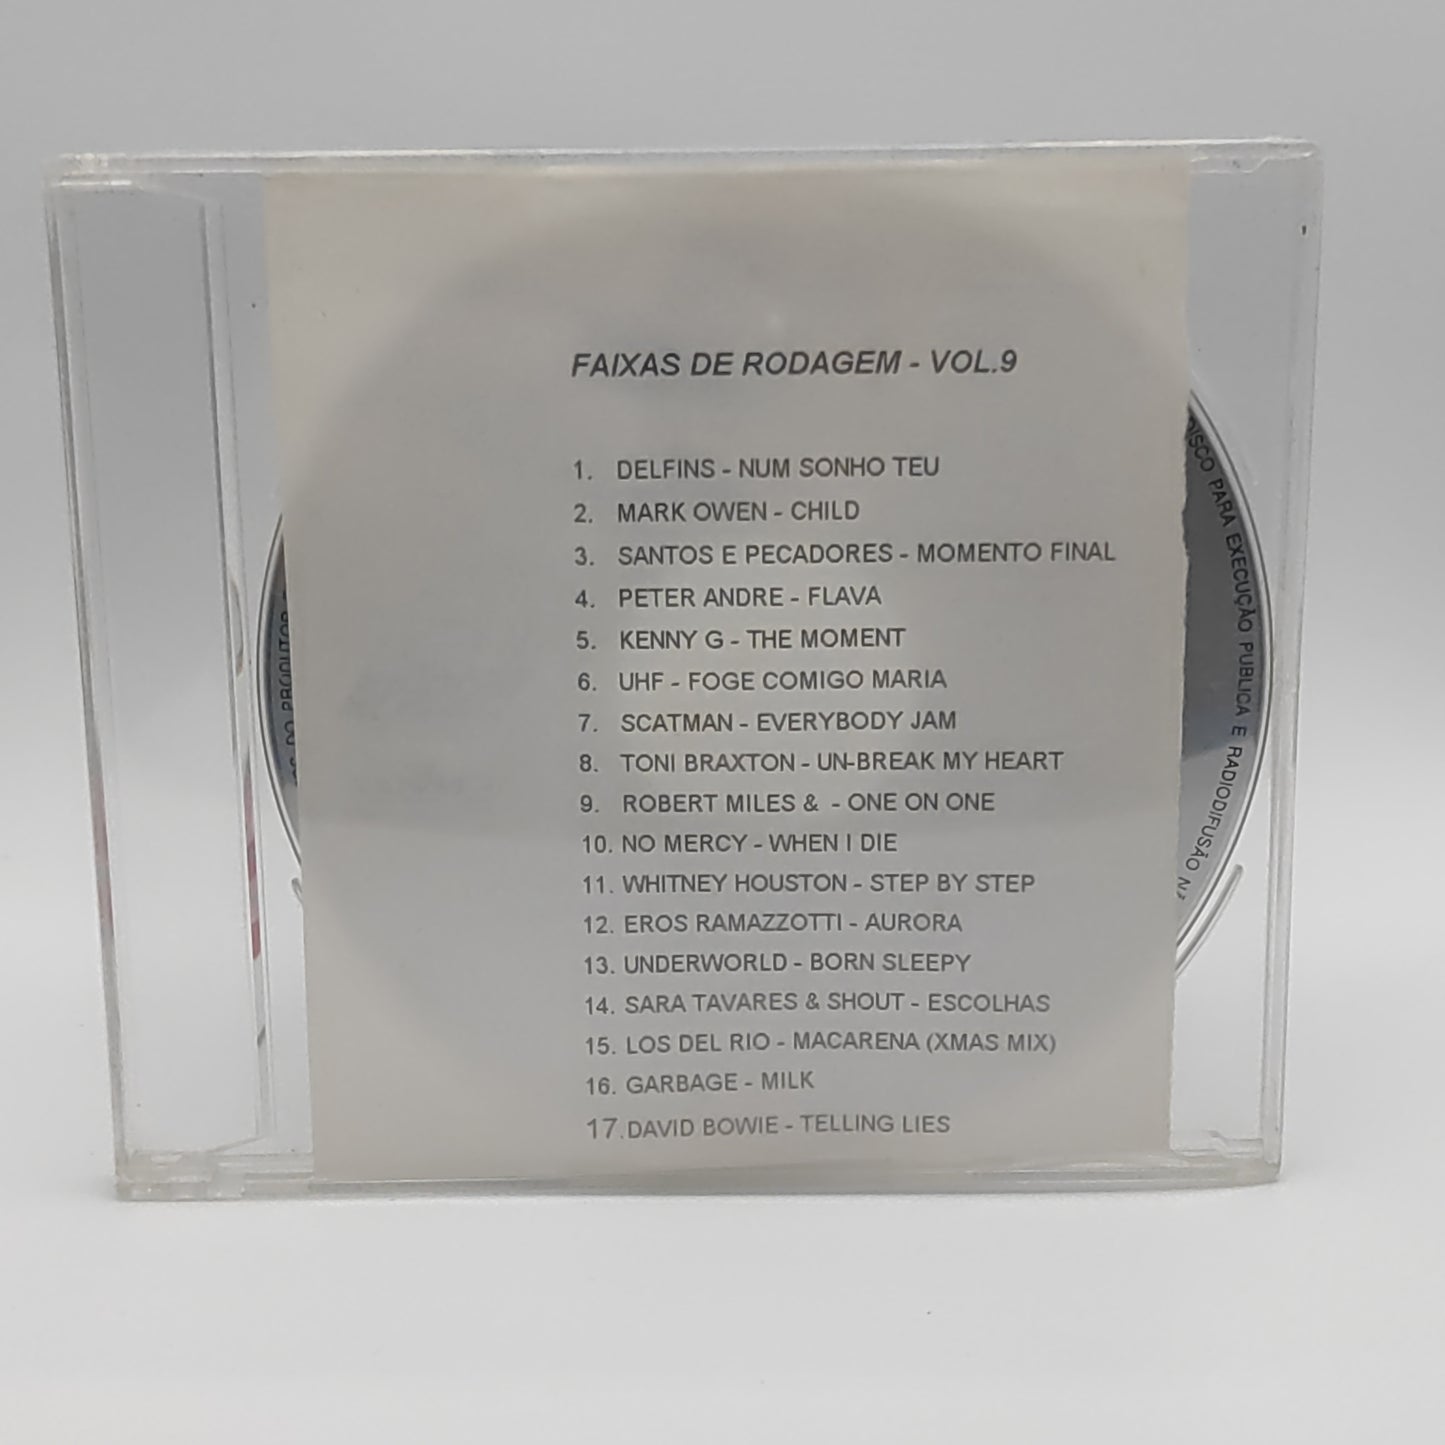 FAIXAS DE RODAGEM - VOL.9
1. DELFINS - NUM SONHO TEU
2. MARK OWEN - CHILD
3. SANTOS E PECADORES - MOMENTO FINAL
4. PETER ANDRE - FLAVA
5. KENNY G - THE MOMENT
6. UHF - FOGE COMIGO MARIA
7. SCATMAN - EVERYBODY JAM
8. TONI BRAXTON - UN-BREAK MY HEART
9. ROBERT MILES & - ONE ON ONE
10. NO MERCY - WHEN I DIE
11. WHITNEY HOUSTON - STEP BY STEP
12. EROS RAMAZZOTTI - AURORA
13. UNDERWORLD - BORN SLEEPY
14. SARA TAVARES & SHOUT - ESCOLHAS
15. LOS DEL RIO - MACARENA (XMAS MIX)
16. GARBAGE - MILK
17. DAVID BOWIE - TELLING LIES
DO PRODUTOR
DISCO PARA EXECUÇÃO PUBLICA E RADIODIFUSÃO